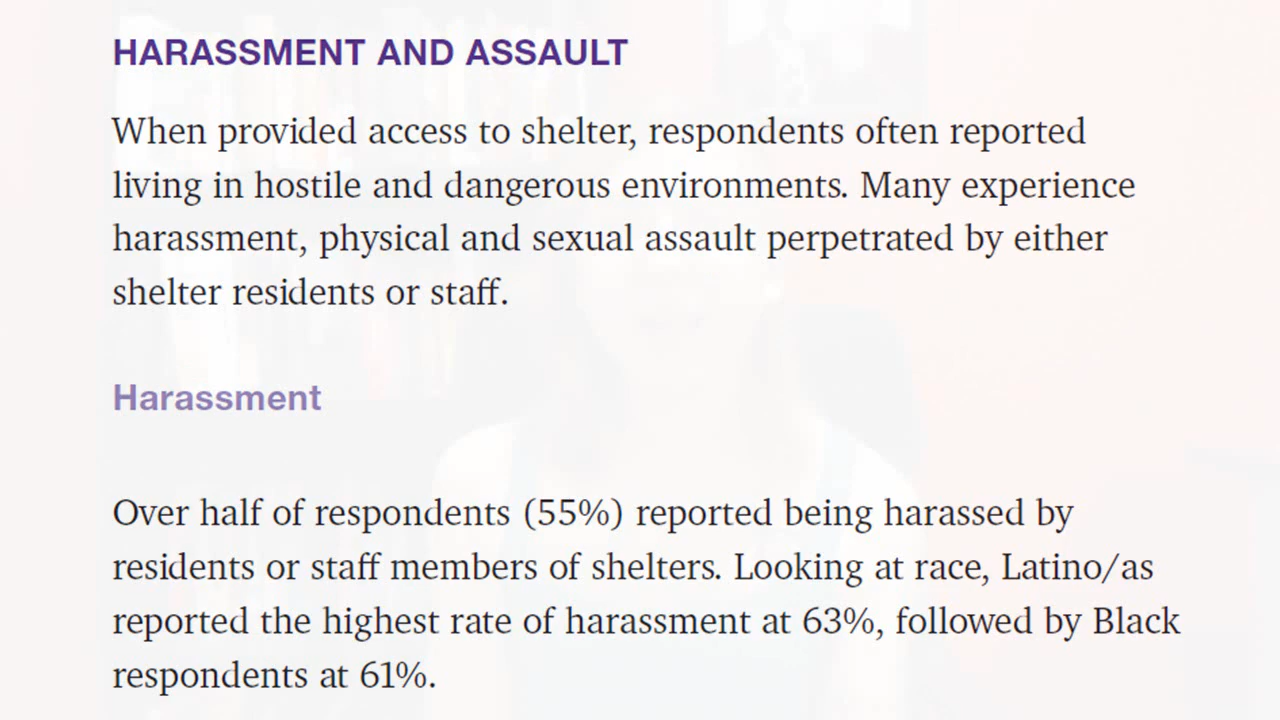 HARASSMENT AND ASSAULT
When provided access to shelter, respondents often reported
living in hostile and dangerous environments. Many experience
harassment, physical and sexual assault perpetrated by either
shelter residents or staff.
Harassment
Over half of respondents (55%) reported being harassed by
residents or staff members of shelters. Looking at race, Latino/as
reported the highest rate of harassment at 63%, followed by Black
respondents at 61%.